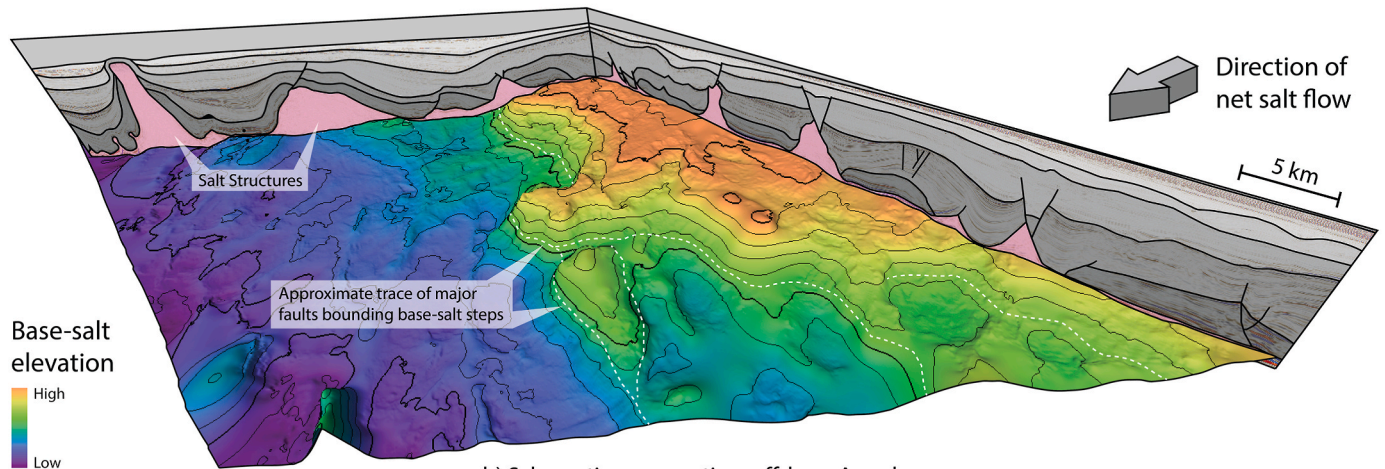 Direction of
net salt flow
5 km
Salt Structures
Approximate trace of major
faults bounding base-salt steps
Base-salt
elevation
High
Low